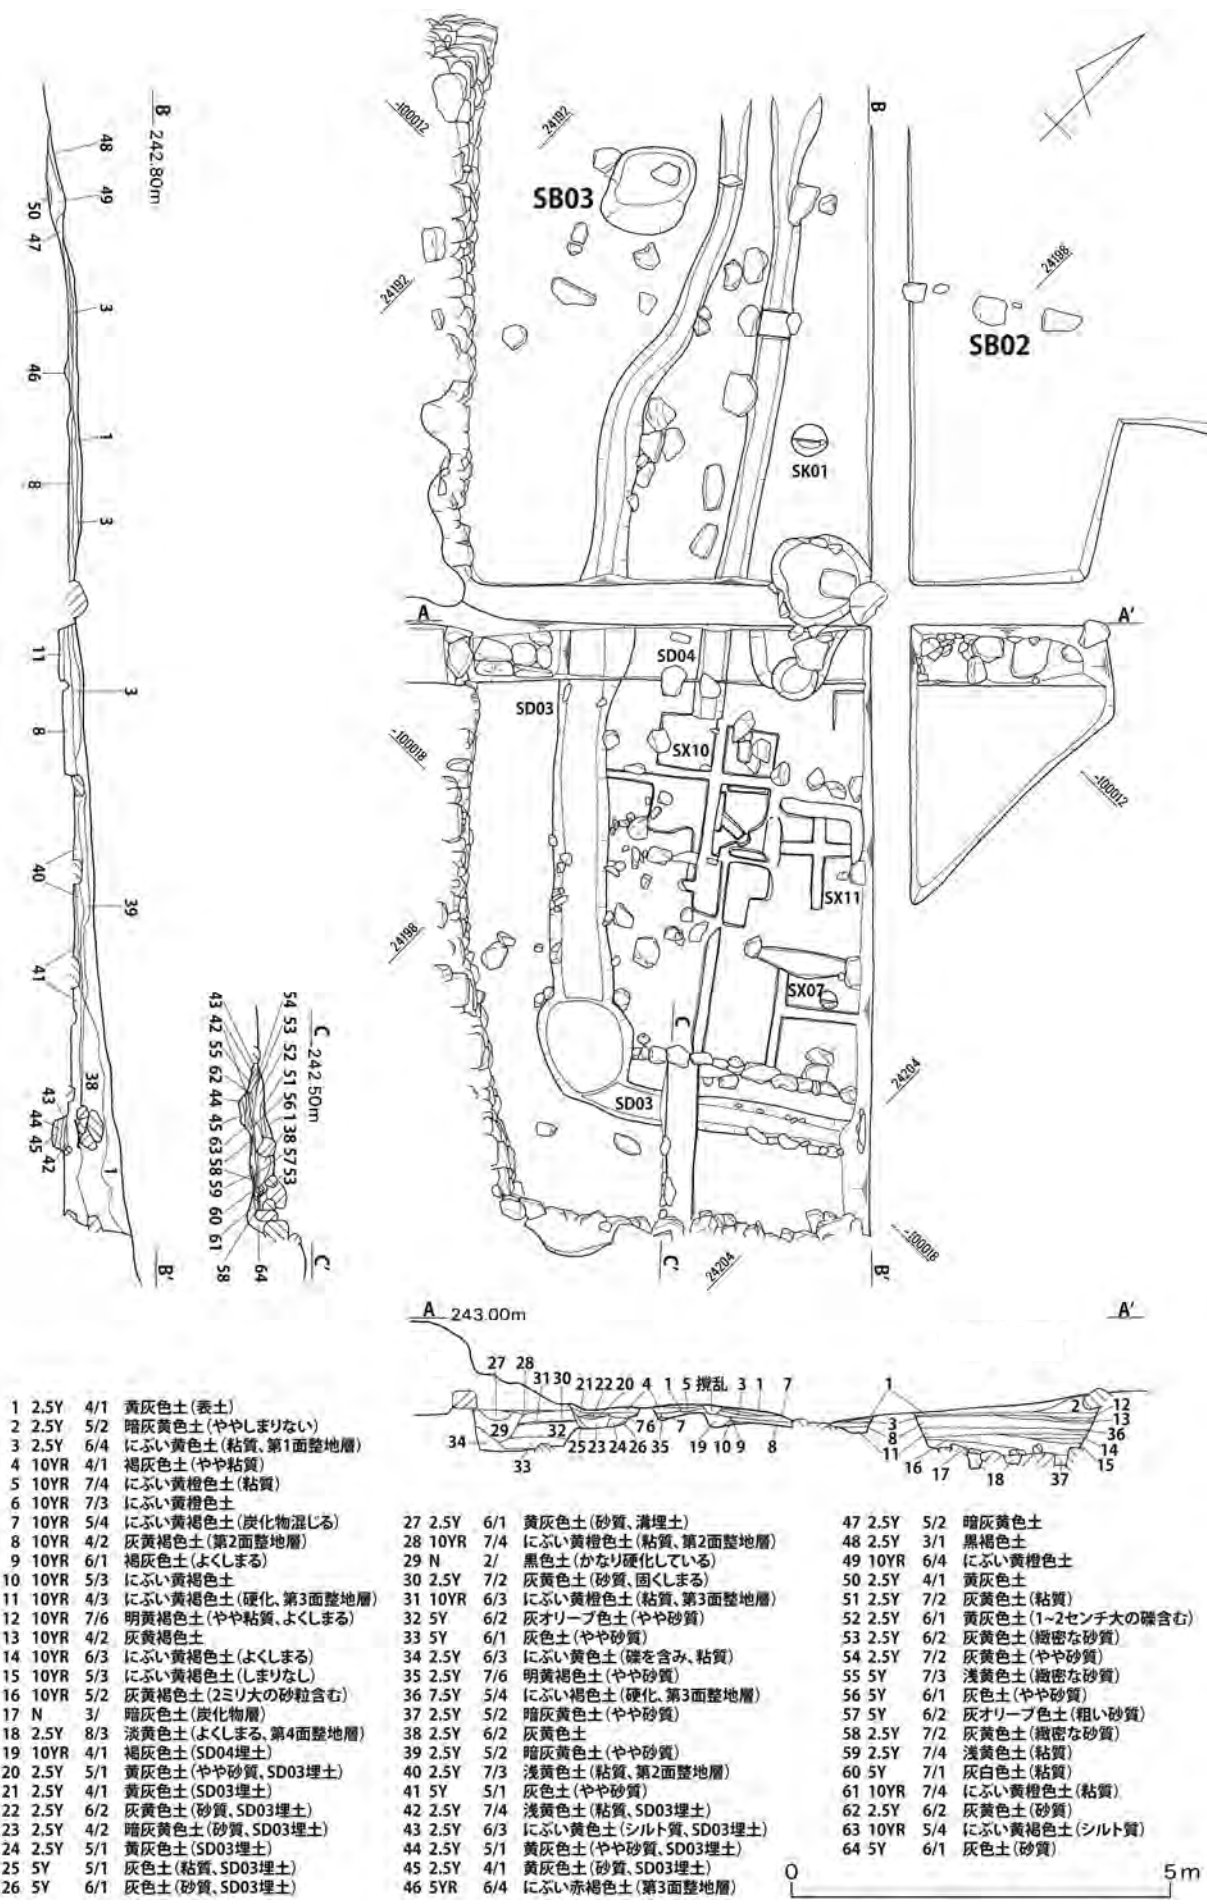 B 242.80m
48
49
50
47
3
46
1
8
3
11
3
8
40
39
41
38
43
44
45
42
1
B'
43
42
55
62
44
45
63
58
59
60
61
58
54
53
52
51
56
1
38
57
53
64
C 242.50m
C'
-100012
24192
SB03
B
24192
24198
SB02
SK01
A
A'
SD04
SD03
SX10
-100018
-100012
SX11
24198
SX07
C
24204
SD03
-100018
C'
24204
B'
A 243.00m
A'
27 28 31 30 21 22 20 4 1 5 撹乱 3 1 7
1
2 12
3 13
8 36
11 14
16 17 18 37 15
29 32 7 6 7
34 33 25 23 24 26 35 19 10 9 8
1 2.5Y 4/1 黄灰色土(表土)
2 2.5Y 5/2 暗灰黄色土(ややしまりない)
3 2.5Y 6/4 にぶい黄色土(粘質、第1面整地層)
4 10YR 4/1 褐灰色土(やや粘質)
5 10YR 7/4 にぶい黄橙色土(粘質)
6 10YR 7/3 にぶい黄橙色土
7 10YR 5/4 にぶい黄褐色土(炭化物混じる)
8 10YR 4/2 灰黄褐色土(第2面整地層)
9 10YR 6/1 褐灰色土(よくしまる)
10 10YR 5/3 にぶい黄褐色土
11 10YR 4/3 にぶい黄褐色土(硬化、第3面整地層)
12 10YR 7/6 明黄褐色土(やや粘質、よくしまる)
13 10YR 4/2 灰黄褐色土
14 10YR 6/3 にぶい黄褐色土(よくしまる)
15 10YR 5/3 にぶい黄褐色土(しまりなし)
16 10YR 5/2 灰黄褐色土(2ミリ大の砂粒含む)
17 N 3/ 暗灰色土(炭化物層)
18 2.5Y 8/3 淡黄色土(よくしまる、第4面整地層)
19 10YR 4/1 褐灰色土(SD04埋土)
20 2.5Y 5/1 黄灰色土(やや砂質、SD03埋土)
21 2.5Y 4/1 黄灰色土(SD03埋土)
22 2.5Y 6/2 灰黄色土(砂質、SD03埋土)
23 2.5Y 4/2 暗灰黄色土(砂質、SD03埋土)
24 2.5Y 5/1 黄灰色土(SD03埋土)
25 5Y 5/1 灰色土(粘質、SD03埋土)
26 5Y 6/1 灰色土(砂質、SD03埋土)
27 2.5Y 6/1 黄灰色土(砂質、溝埋土)
28 10YR 7/4 にぶい黄橙色土(粘質、第2面整地層)
29 N 2/ 黒色土(かなり硬化している)
30 2.5Y 7/2 灰黄色土(砂質、固くしまる)
31 10YR 6/3 にぶい黄橙色土(粘質、第3面整地層)
32 5Y 6/2 灰オリーブ色土(やや砂質)
33 5Y 6/1 灰色土(やや砂質)
34 2.5Y 6/3 にぶい黄色土(礫を含み、粘質)
35 2.5Y 7/6 明黄褐色土(やや砂質)
36 7.5Y 5/4 にぶい褐色土(硬化、第3面整地層)
37 2.5Y 5/2 暗灰黄色土(やや砂質)
38 2.5Y 6/2 灰黄色土
39 2.5Y 5/2 暗灰黄色土(やや砂質)
40 2.5Y 7/3 浅黄色土(粘質、第2面整地層)
41 5Y 5/1 灰色土(やや砂質)
42 2.5Y 7/4 浅黄色土(粘質、SD03埋土)
43 2.5Y 6/3 にぶい黄色土(シルト質、SD03埋土)
44 2.5Y 5/1 黄灰色土(やや砂質、SD03埋土)
45 2.5Y 4/1 黄灰色土(砂質、SD03埋土)
46 5YR 6/4 にぶい赤褐色土(第3面整地層)
47 2.5Y 5/2 暗灰黄色土
48 2.5Y 3/1 黒褐色土
49 10YR 6/4 にぶい黄橙色土
50 2.5Y 4/1 黄灰色土
51 2.5Y 7/2 灰黄色土(粘質)
52 2.5Y 6/1 黄灰色土(1~2センチ大の礫含む)
53 2.5Y 6/2 灰黄色土(緻密な砂質)
54 2.5Y 7/2 灰黄色土(やや砂質)
55 5Y 7/3 浅黄色土(緻密な砂質)
56 5Y 6/1 灰色土(やや砂質)
57 5Y 6/2 灰オリーブ色土(粗い砂質)
58 2.5Y 7/2 灰黄色土(緻密な砂質)
59 2.5Y 7/4 浅黄色土(粘質)
60 5Y 7/1 灰白色土(粘質)
61 10YR 7/4 にぶい黄橙色土(粘質)
62 2.5Y 6/2 灰黄色土(砂質)
63 10YR 5/4 にぶい黄褐色土(シルト質)
64 5Y 6/1 灰色土(砂質)
0 5m